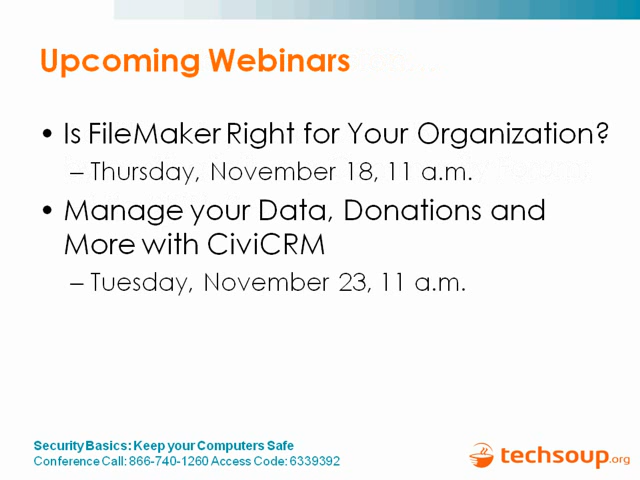 Upcoming Webinars
• Is FileMaker Right for Your Organization?
– Thursday, November 18, 11 a.m.
• Manage your Data, Donations and
More with CiviCRM
– Tuesday, November 23, 11 a.m.
Security Basics: Keep your Computers Safe
Conference Call: 866-740-1260 Access Code: 6339392
techsoup.org